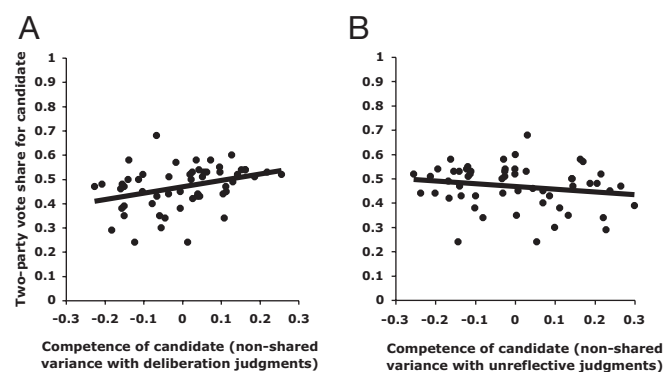 A
B
Two-party vote share for candidate
1
0.9
0.8
0.7
0.6
0.5
0.4
0.3
0.2
0.1
0
-0.3 -0.2 -0.1 0 0.1 0.2 0.3
Competence of candidate (non-shared
variance with deliberation judgments)
1
0.9
0.8
0.7
0.6
0.5
0.4
0.3
0.2
0.1
0
-0.3 -0.2 -0.1 0 0.1 0.2 0.3
Competence of candidate (non-shared
variance with unreflective judgments)